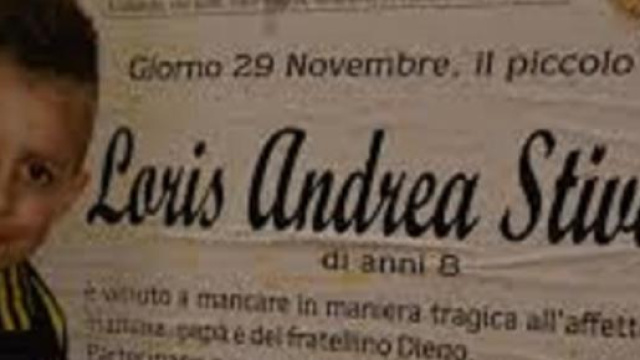 Giorno 29 Novembre, il piccolo
Loris Andrea Stiv
di anni 8
è venuto a mancare in maniera tragica all'affett
mamma, papà e del fratellino Diego.